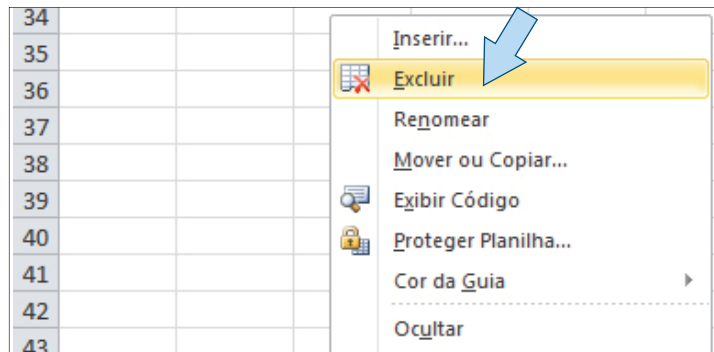 34
Inserir...
35
Excluir
36
Renomear
37
38
Mover ou Copiar...
39
Exibir Código
40
Proteger Planilha...
41
Cor da Guia
42
Ocultar
43